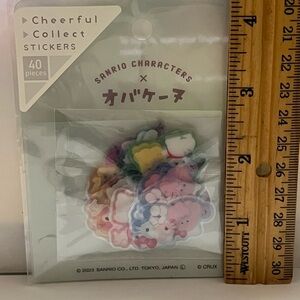 Cheerful
Collect
STICKERS
40
pieces
SANRIO CHARACTERS
×
オバケーヌ
© 2023 SANRIO CO., LTD. TOKYO, JAPAN Ⓛ © CRUX
4
3
2
1
20
19
21
22
23
24
25
26
27
28
29
30
WESTCOTT